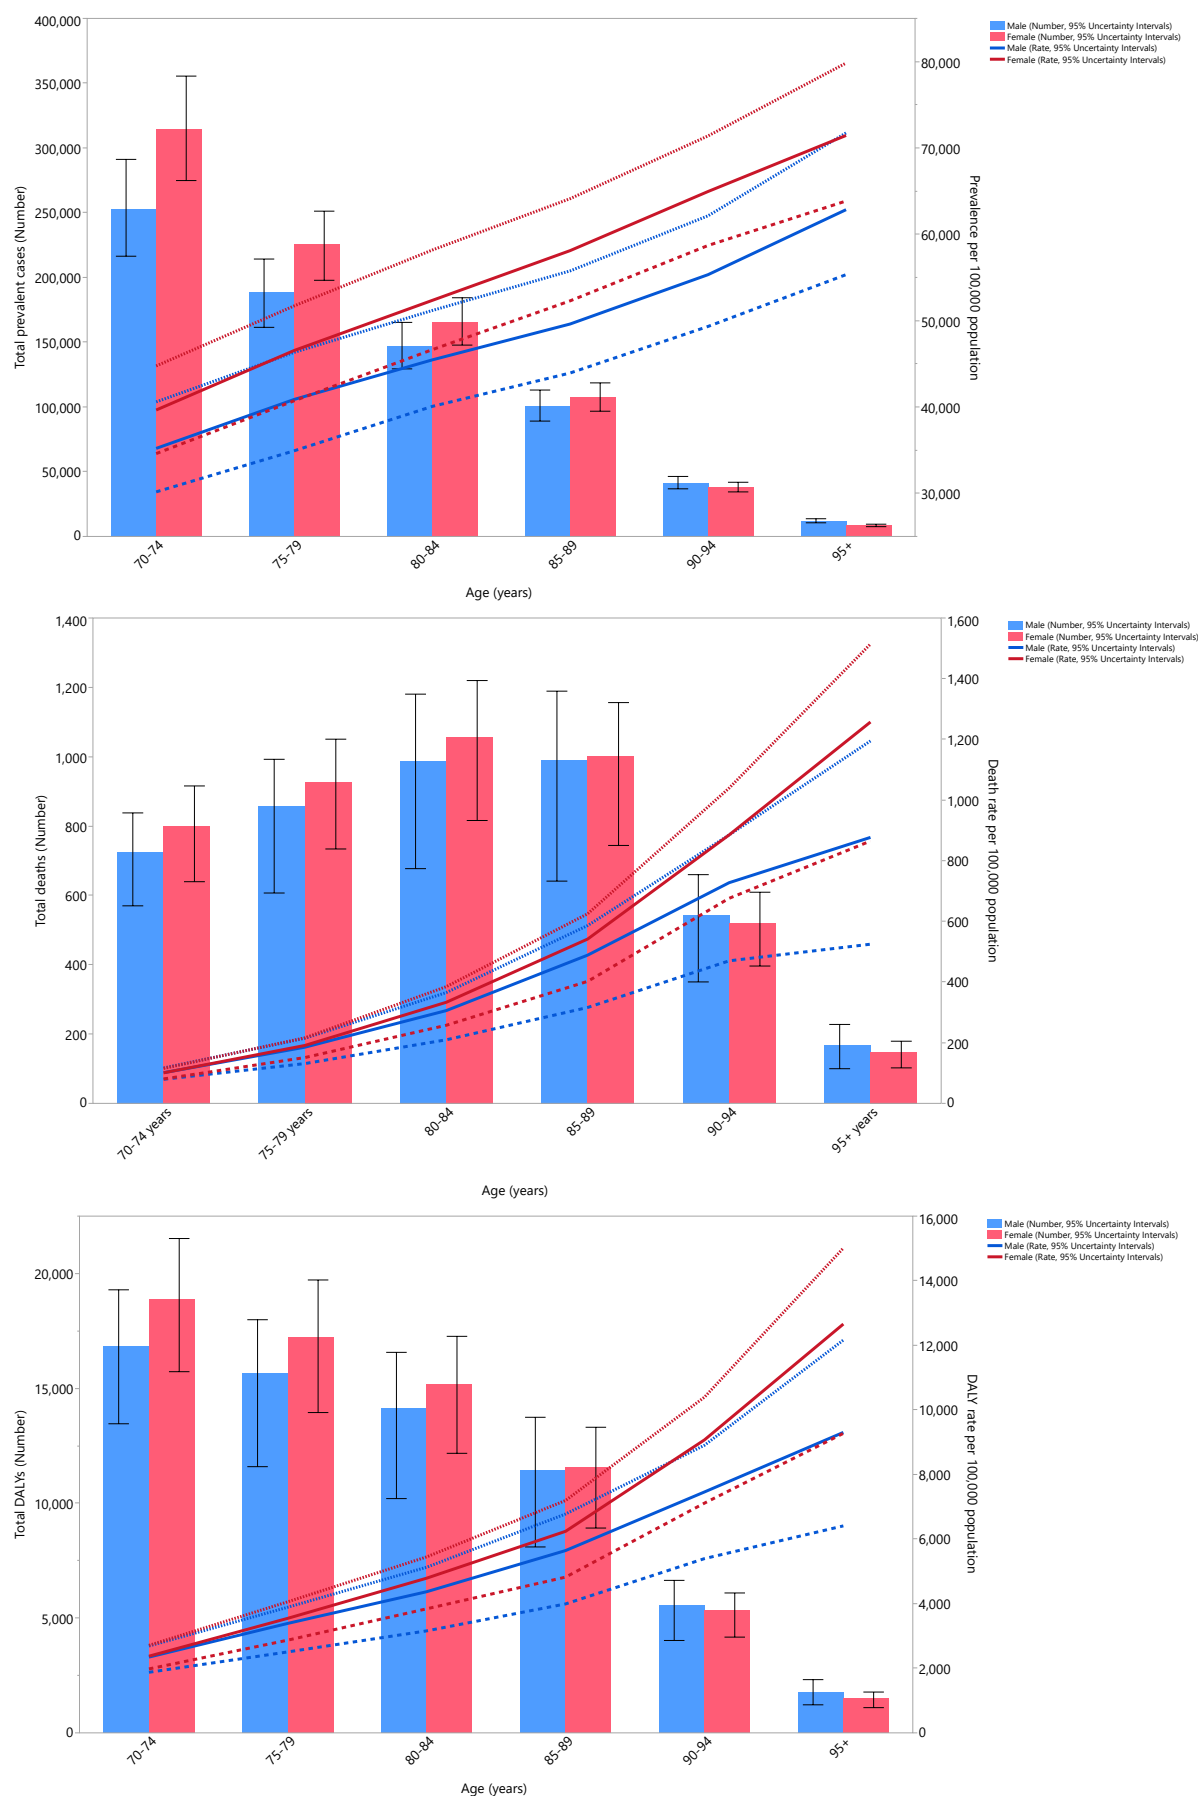 400,000
350,000
300,000
250,000
200,000
150,000
100,000
50,000
0
Total prevalent cases (Number)
80,000
70,000
60,000
50,000
40,000
30,000
Prevalence per 100,000 population
Male (Number, 95% Uncertainty Intervals)
Female (Number, 95% Uncertainty Intervals)
Male (Rate, 95% Uncertainty Intervals)
Female (Rate, 95% Uncertainty Intervals)
70-74
75-79
80-84
85-89
90-94
95+
Age (years)
1,400
1,200
1,000
800
600
400
200
0
Total deaths (Number)
1,600
1,400
1,200
1,000
800
600
400
200
0
Death rate per 100,000 population
Male (Number, 95% Uncertainty Intervals)
Female (Number, 95% Uncertainty Intervals)
Male (Rate, 95% Uncertainty Intervals)
Female (Rate, 95% Uncertainty Intervals)
70-74 years
75-79 years
80-84
85-89
90-94
95+ years
Age (years)
20,000
15,000
10,000
5,000
0
Total DALYs (Number)
16,000
14,000
12,000
10,000
8,000
6,000
4,000
2,000
0
DALY rate per 100,000 population
Male (Number, 95% Uncertainty Intervals)
Female (Number, 95% Uncertainty Intervals)
Male (Rate, 95% Uncertainty Intervals)
Female (Rate, 95% Uncertainty Intervals)
70-74
75-79
80-84
85-89
90-94
95+
Age (years)